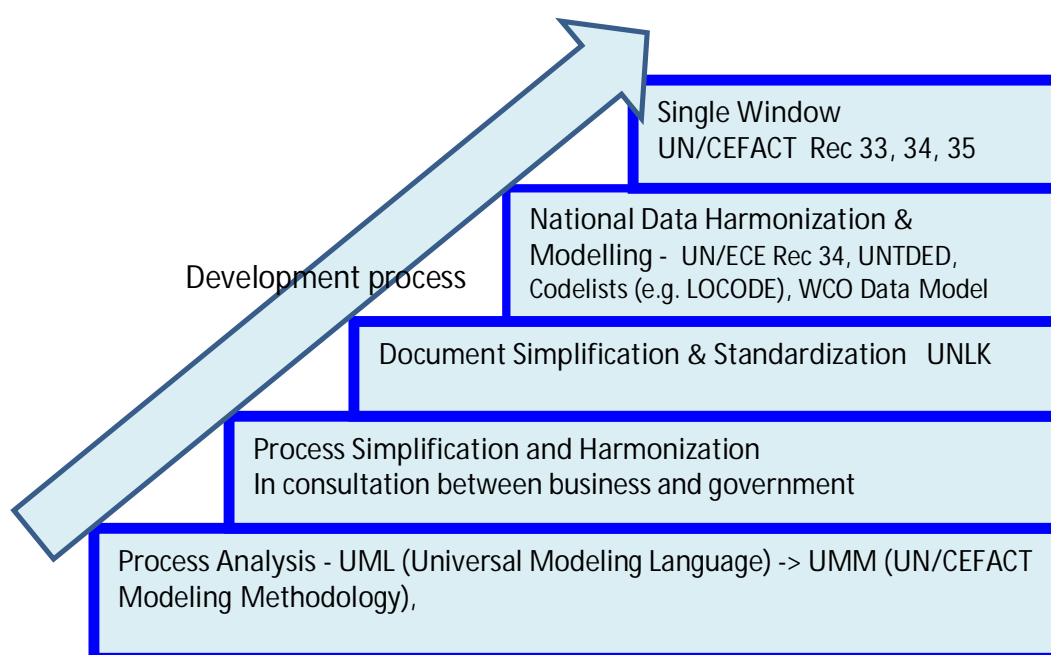 Single Window
UN/CEFACT Rec 33, 34, 35
National Data Harmonization &
Modelling - UN/ECE Rec 34, UNTDED,
Codelists (e.g. LOCODE), WCO Data Model
Development process
Document Simplification & Standardization UNLK
Process Simplification and Harmonization
In consultation between business and government
Process Analysis - UML (Universal Modeling Language) -> UMM (UN/CEFACT
Modeling Methodology),